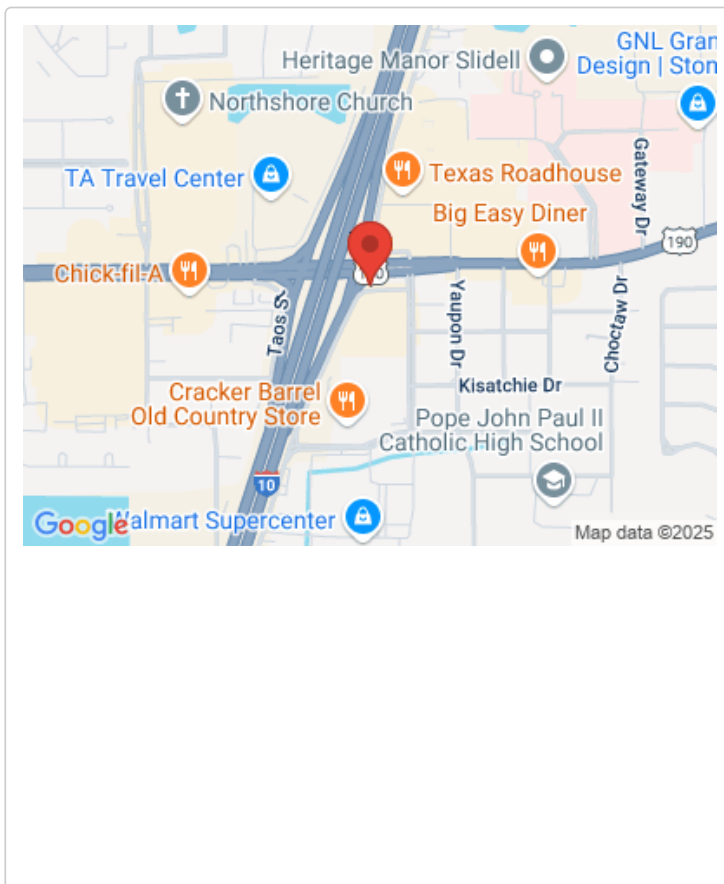 GNL Gran
Design | Ston
Heritage Manor Slidell
Northshore Church
Gateway Dr
TA Travel Center
Texas Roadhouse
Big Easy Diner
190
Chick-fil-A
Taos S
Yaupon Dr
Choctaw Dr
Kisatchie Dr
Cracker Barrel
Old Country Store
Pope John Paul II
Catholic High School
10
Google
Walmart Supercenter
Map data ©2025